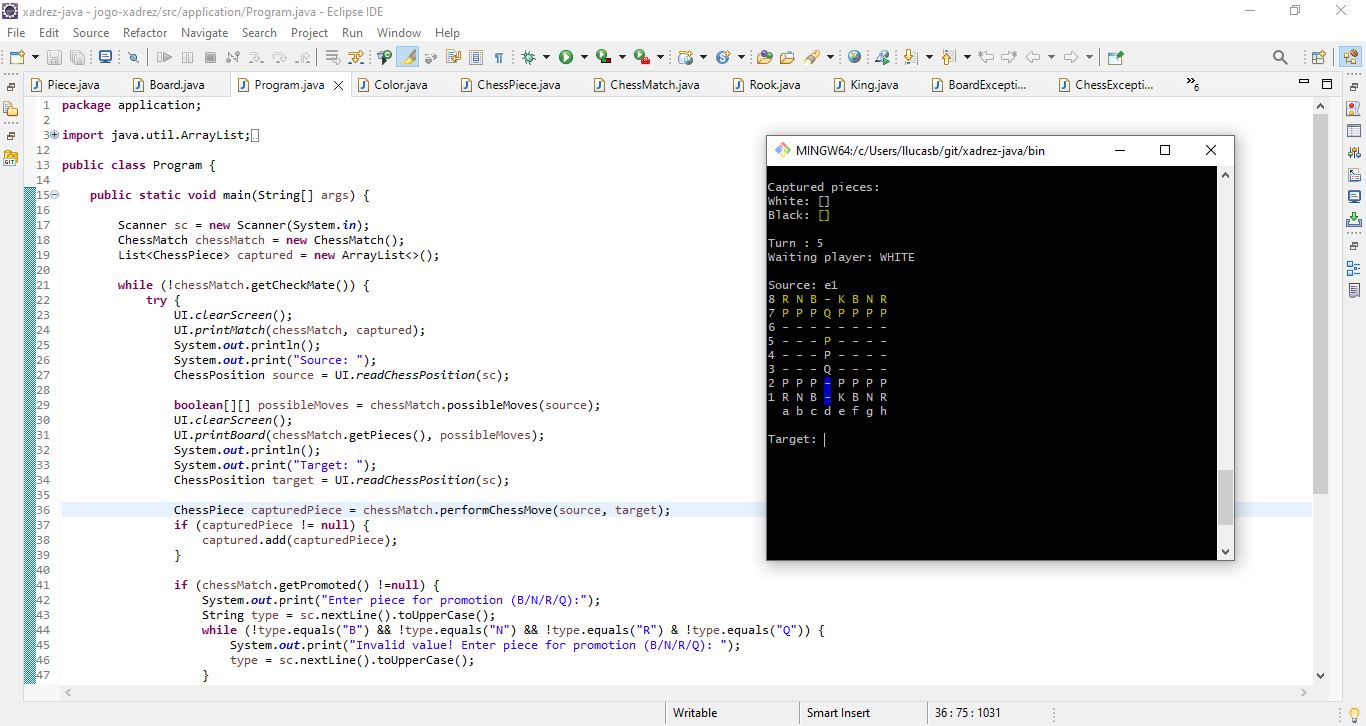 xadrez-java - jogo-xadrez/src/application/Program.java - Eclipse IDE
File Edit Source Refactor Navigate Search Project Run Window Help
Piece.java Board.java Program.java Color.java ChessPiece.java ChessMatch.java Rook.java King.java BoardExcepti... ChessExcepti... »6
1 package application;
2
3 import java.util.ArrayList;
12
13 public class Program {
14
15 public static void main(String[] args) {
16
17 Scanner sc = new Scanner(System.in);
18 ChessMatch chessMatch = new ChessMatch();
19 List<ChessPiece> captured = new ArrayList<>();
20
21 while (!chessMatch.getCheckMate()) {
22 try {
23 UI.clearScreen();
24 UI.printMatch(chessMatch, captured);
25 System.out.println();
26 System.out.print("Source: ");
27 ChessPosition source = UI.readChessPosition(sc);
28
29 boolean[][] possibleMoves = chessMatch.possibleMoves(source);
30 UI.clearScreen();
31 UI.printBoard(chessMatch.getPieces(), possibleMoves);
32 System.out.println();
33 System.out.print("Target: ");
34 ChessPosition target = UI.readChessPosition(sc);
35
36 ChessPiece capturedPiece = chessMatch.performChessMove(source, target);
37 if (capturedPiece != null) {
38 captured.add(capturedPiece);
39 }
40
41 if (chessMatch.getPromoted() !=null) {
42 System.out.print("Enter piece for promotion (B/N/R/Q):");
43 String type = sc.nextLine().toUpperCase();
44 while (!type.equals("B") && !type.equals("N") && !type.equals("R") & !type.equals("Q")) {
45 System.out.print("Invalid value! Enter piece for promotion (B/N/R/Q): ");
46 type = sc.nextLine().toUpperCase();
47 }
MINGW64:/c/Users/llucasb/git/xadrez-java/bin
Captured pieces:
White: []
Black: []
Turn : 5
Waiting player: WHITE
Source: e1
8 R N B - K B N R
7 P P P Q P P P P
6 - - - - - - - -
5 - - - P - - - -
4 - - - P - - - -
3 - - - Q - - - -
2 P P P - P P P P
1 R N B - K B N R
a b c d e f g h
Target:
Writable Smart Insert 36 : 75 : 1031